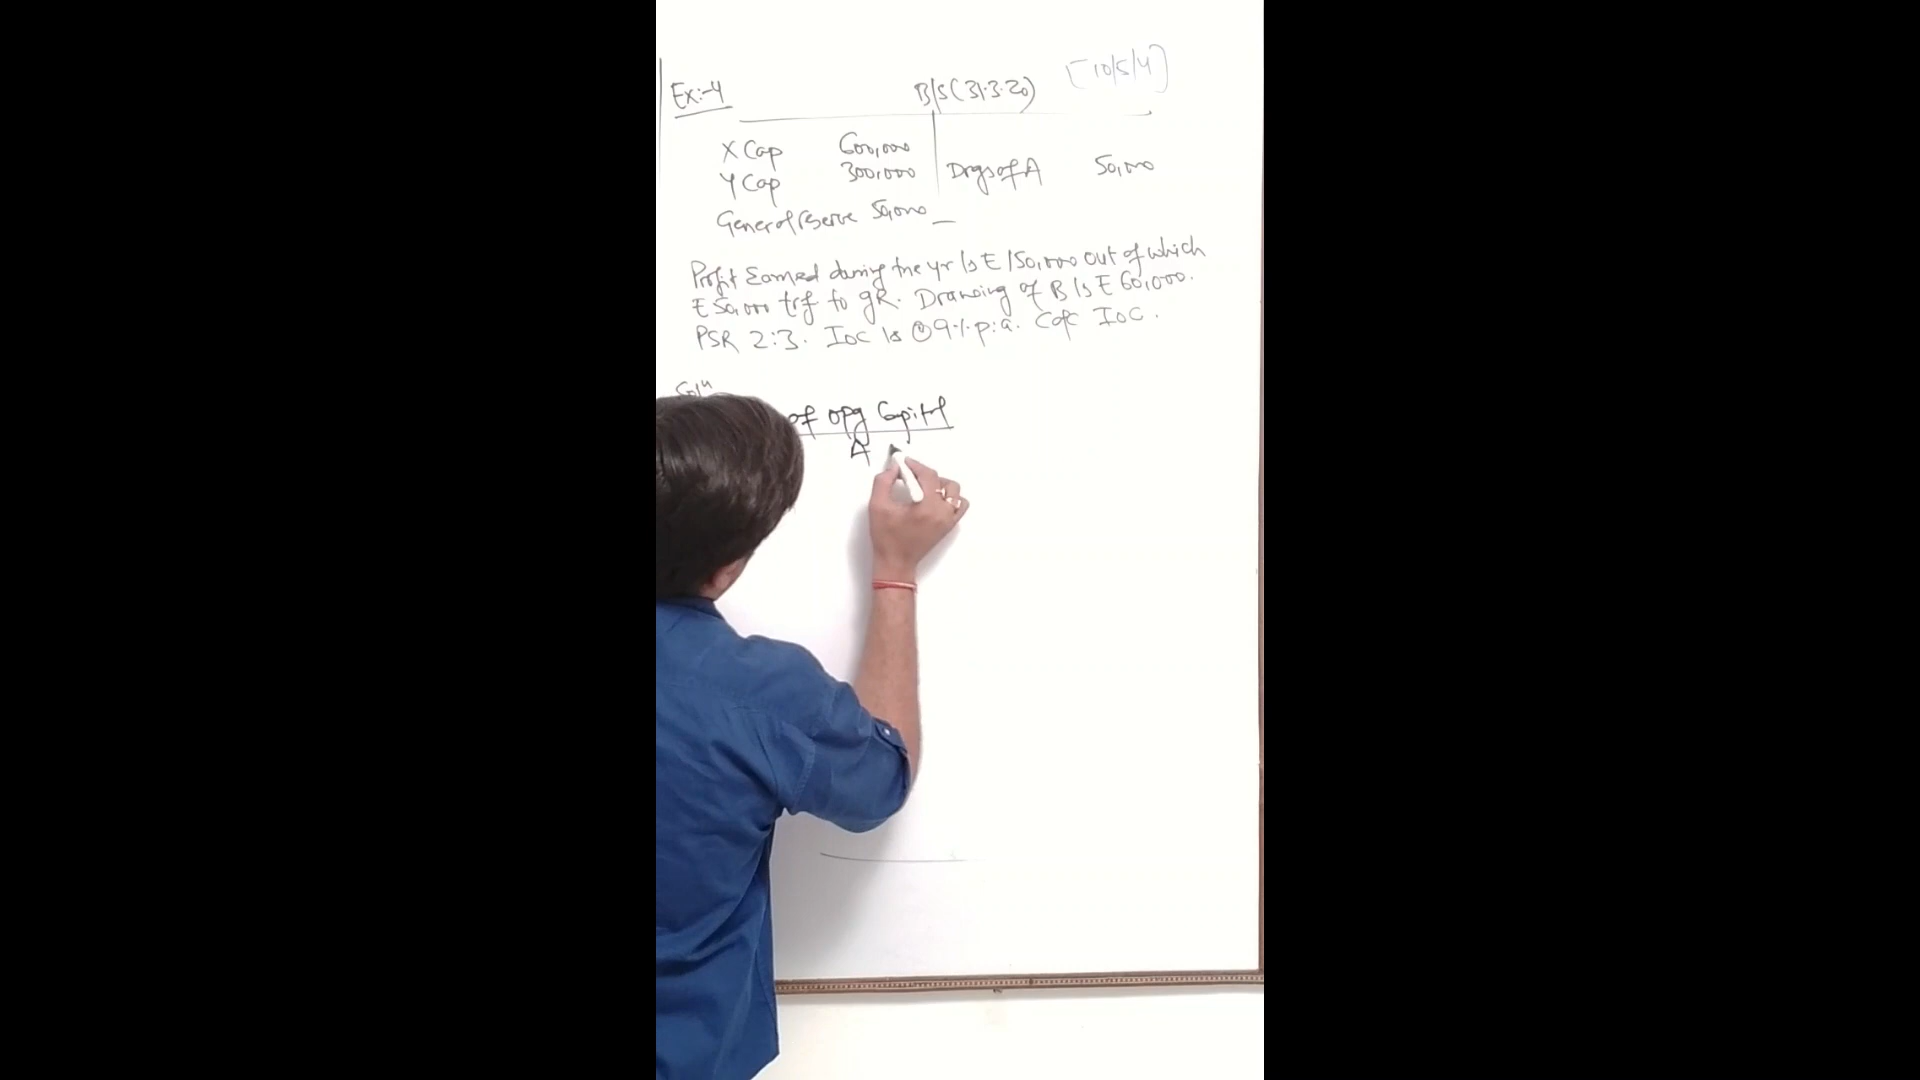 Ex:-4
B/S (31.3.20)
[10/5/4]
X Cap 600,000
Y Cap 300,000 Drgs of A 50,000
General reserve 50,000
Profit Earned during the yr is ₹ 150,000 out of which
₹ 50,000 trf to gR. Drawing of B is ₹ 60,000.
PSR 2:3. IOC is @ 9% p.a. Calc IOC.
Soln
of opg Capital
A